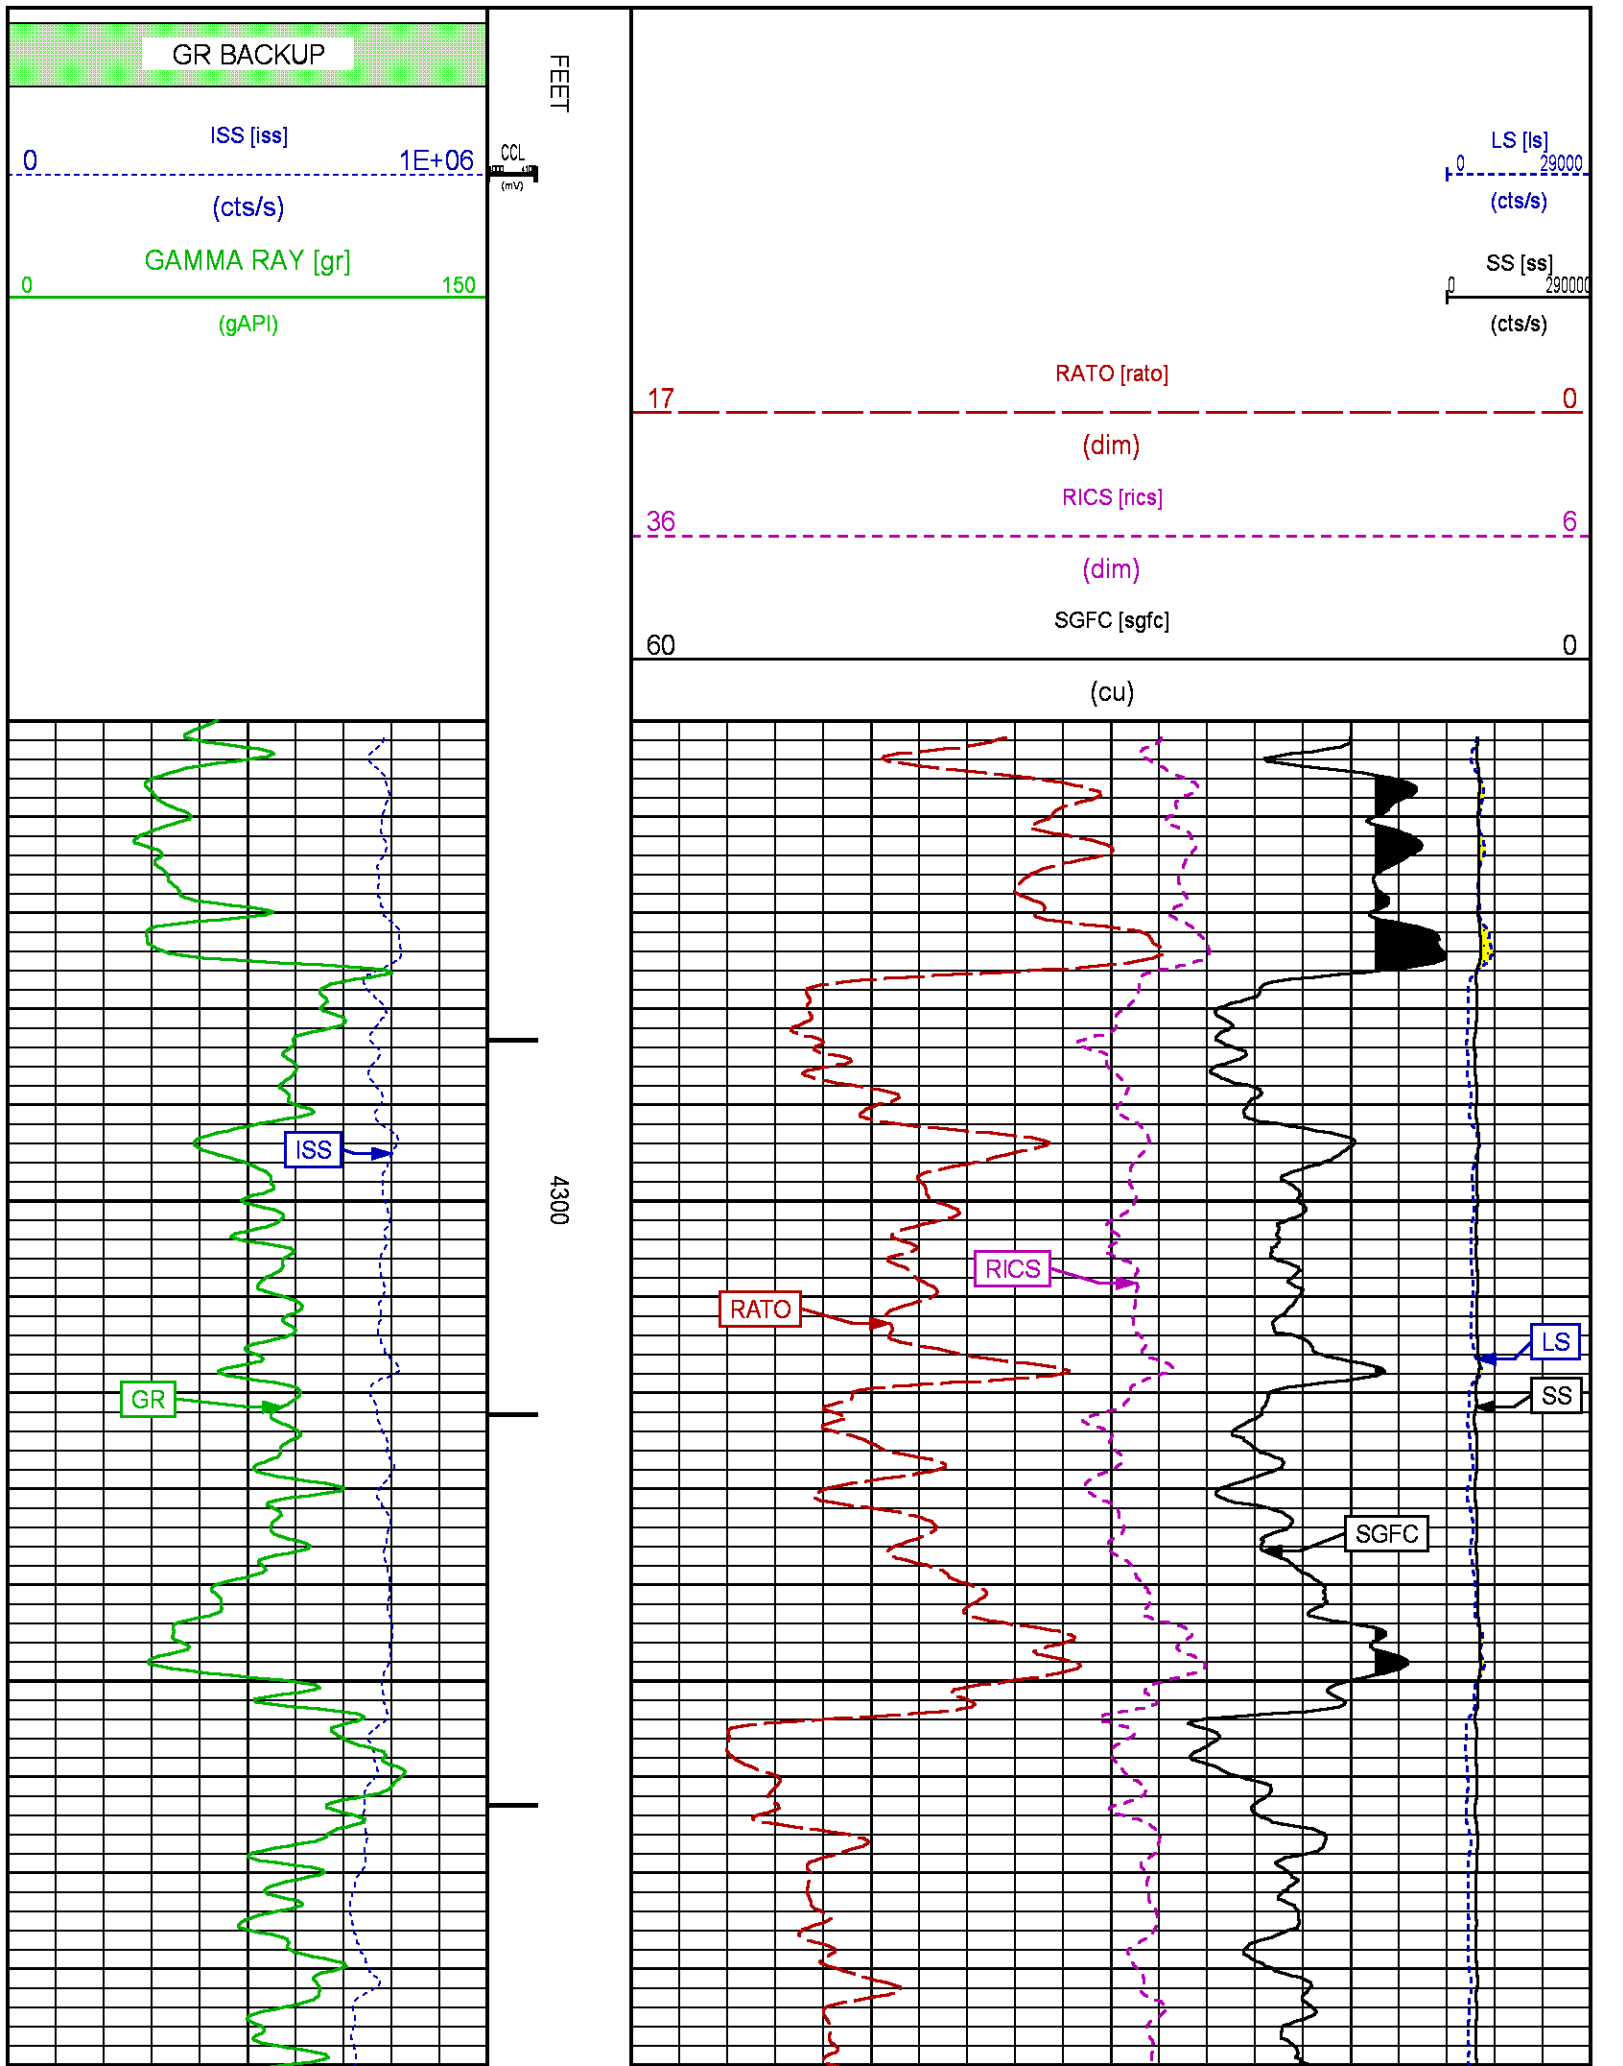 GR BACKUP
FEET
ISS [iss]
0 1E+06
(cts/s)
CCL
(mV)
GAMMA RAY [gr]
0 150
(gAPI)
LS [ls]
0 29000
(cts/s)
SS [ss]
0 290000
(cts/s)
RATO [rato]
17 0
(dim)
RICS [rics]
36 6
(dim)
SGFC [sgfc]
60 0
(cu)
ISS
4300
RICS
RATO
LS
GR
SS
SGFC